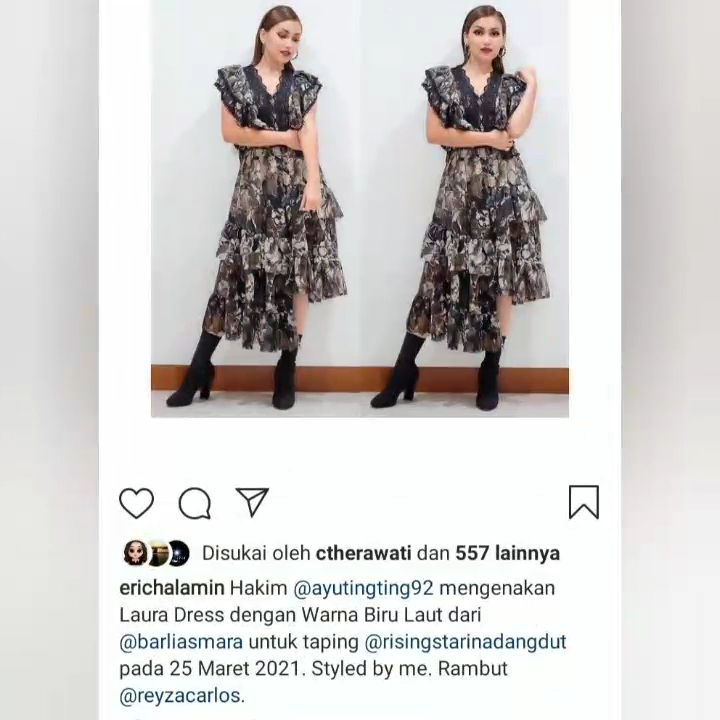 Disukai oleh ctherawati dan 557 lainnya
erichalamin Hakim @ayutingting92 mengenakan
Laura Dress dengan Warna Biru Laut dari
@barliasmara untuk taping @risingstarinadangdut
pada 25 Maret 2021. Styled by me. Rambut
@reyzacarlos.